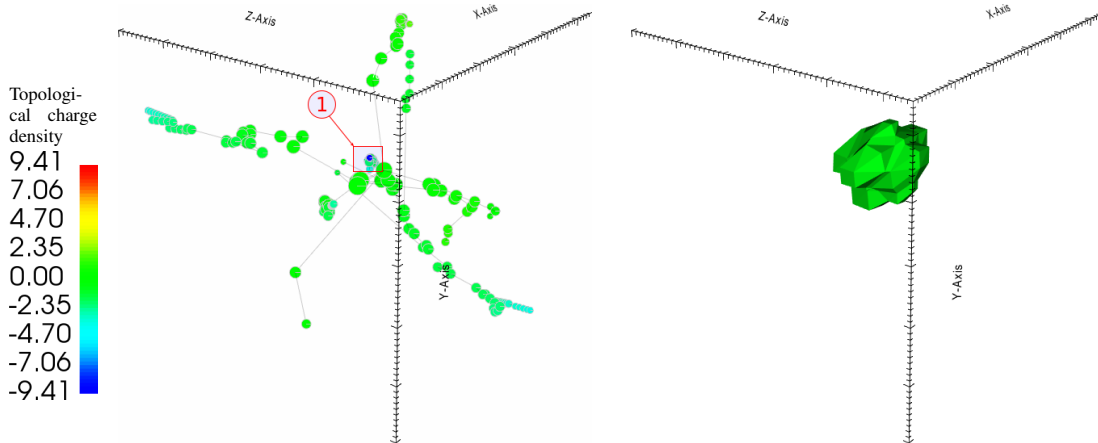 Z-Axis
X-Axis
Z-Axis
X-Axis
Topologi-
cal charge
density
9.41
7.06
4.70
2.35
0.00
-2.35
-4.70
-7.06
-9.41
1
Y-Axis
Y-Axis